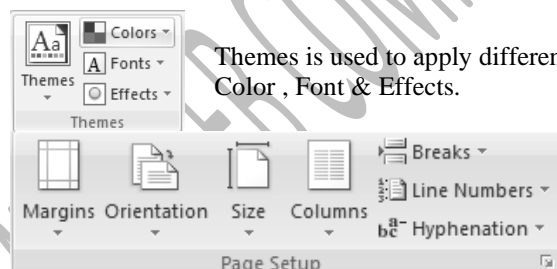 Aa
Colors
A Fonts
Themes
Effects
Themes
Themes is used to apply differen
Color , Font & Effects.
Breaks
Line Numbers
Margins Orientation Size Columns
Hyphenation
Page Setup